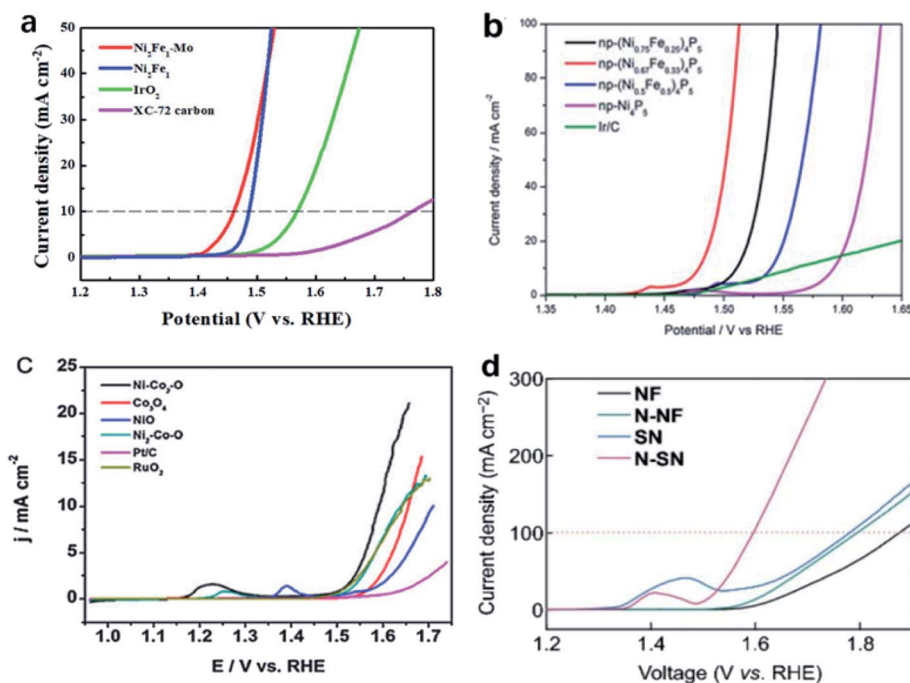 a
50
40
30
20
10
0
Current density (mA cm⁻²)
Ni₂Fe₁-Mo
Ni₂Fe₁
IrO₂
XC-72 carbon
1.2 1.3 1.4 1.5 1.6 1.7 1.8
Potential (V vs. RHE)
b
100
80
60
40
20
0
Current density / mA cm⁻²
np-(Ni₀.₇₅Fe₀.₂₅)₄P₅
np-(Ni₀.₆₇Fe₀.₃₃)₄P₅
np-(Ni₀.₅Fe₀.₅)₄P₅
np-Ni₄P₅
Ir/C
1.35 1.40 1.45 1.50 1.55 1.60 1.65
Potential / V vs RHE
c
25
20
15
10
5
0
j / mA cm⁻²
Ni-Co₂-O
Co₃O₄
NiO
Ni₂-Co-O
Pt/C
RuO₂
1.0 1.1 1.2 1.3 1.4 1.5 1.6 1.7
E / V vs. RHE
d
300
200
100
0
Current density (mA cm⁻²)
NF
N-NF
SN
N-SN
1.2 1.4 1.6 1.8
Voltage (V vs. RHE)